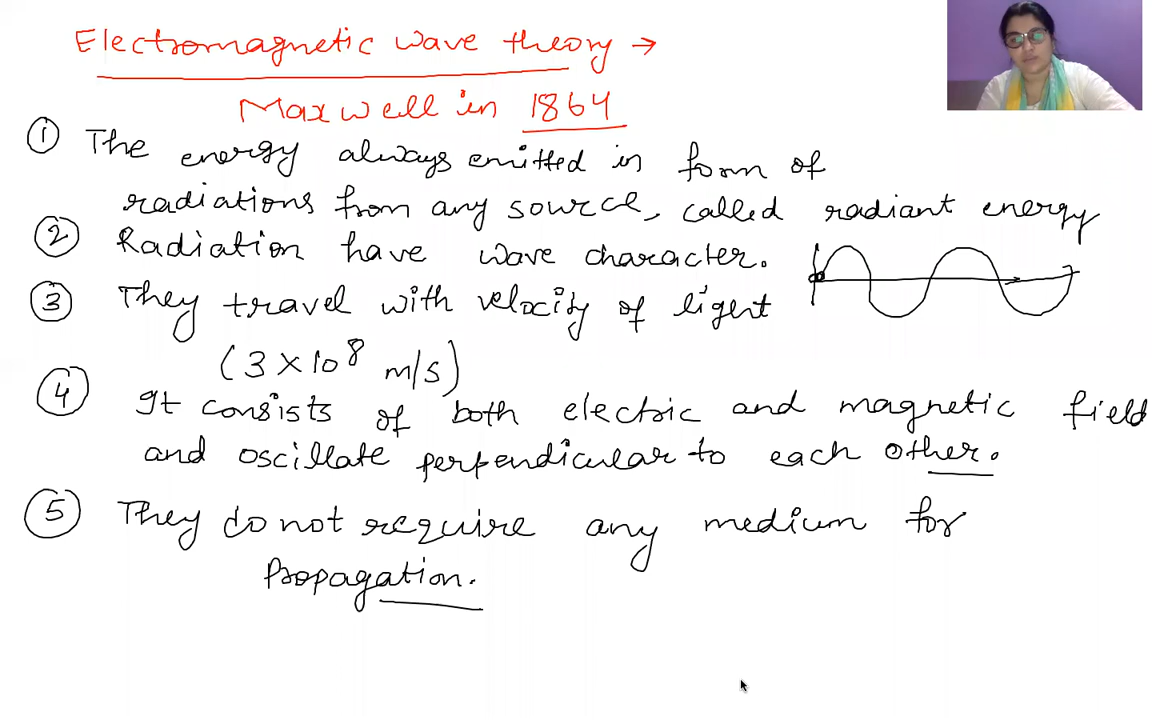 Electromagnetic wave theory →
Maxwell in 1864
① The energy always emitted in form of
radiations from any source, called radiant energy
② Radiation have wave character.
③ They travel with velocity of light
(3 × 10⁸ m/s)
④ It consists of both electric and magnetic field
and oscillate perpendicular to each other.
⑤ They do not require any medium for
Propagation.